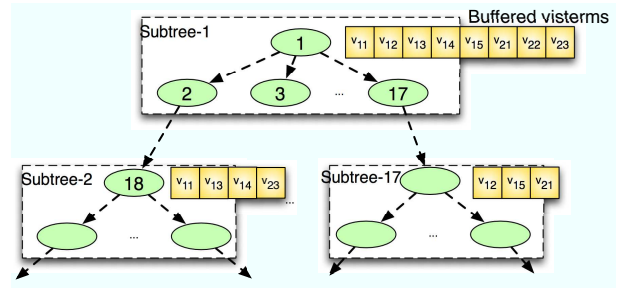 Buffered visterms
Subtree-1
1
v11 v12 v13 v14 v15 v21 v22 v23
2 3 ... 17
Subtree-2
18
v11 v13 v14 v23
...
Subtree-17
v12 v15 v21
...
...